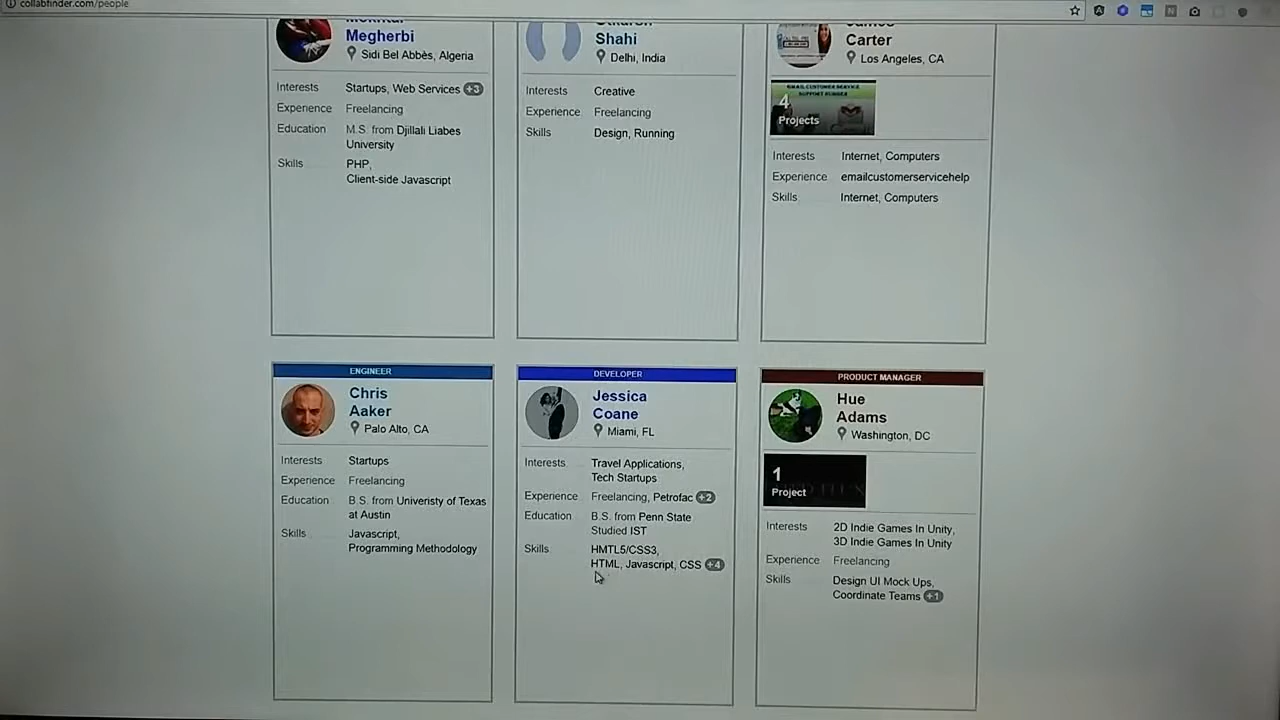 collabfinder.com/people
Megherbi
Sidi Bel Abbès, Algeria
Interests Startups, Web Services +3
Experience Freelancing
Education M.S. from Djillali Liabes
University
Skills PHP,
Client-side Javascript
Shahi
Delhi, India
Interests Creative
Experience Freelancing
Skills Design, Running
Carter
Los Angeles, CA
4
Projects
Interests Internet, Computers
Experience emailcustomerservicehelp
Skills Internet, Computers
ENGINEER
Chris
Aaker
Palo Alto, CA
Interests Startups
Experience Freelancing
Education B.S. from Univeristy of Texas
at Austin
Skills Javascript,
Programming Methodology
DEVELOPER
Jessica
Coane
Miami, FL
Interests Travel Applications,
Tech Startups
Experience Freelancing, Petrofac +2
Education B.S. from Penn State
Studied IST
Skills HMTL5/CSS3,
HTML, Javascript, CSS +4
PRODUCT MANAGER
Hue
Adams
Washington, DC
1
Project
Interests 2D Indie Games In Unity,
3D Indie Games In Unity
Experience Freelancing
Skills Design UI Mock Ups,
Coordinate Teams +1